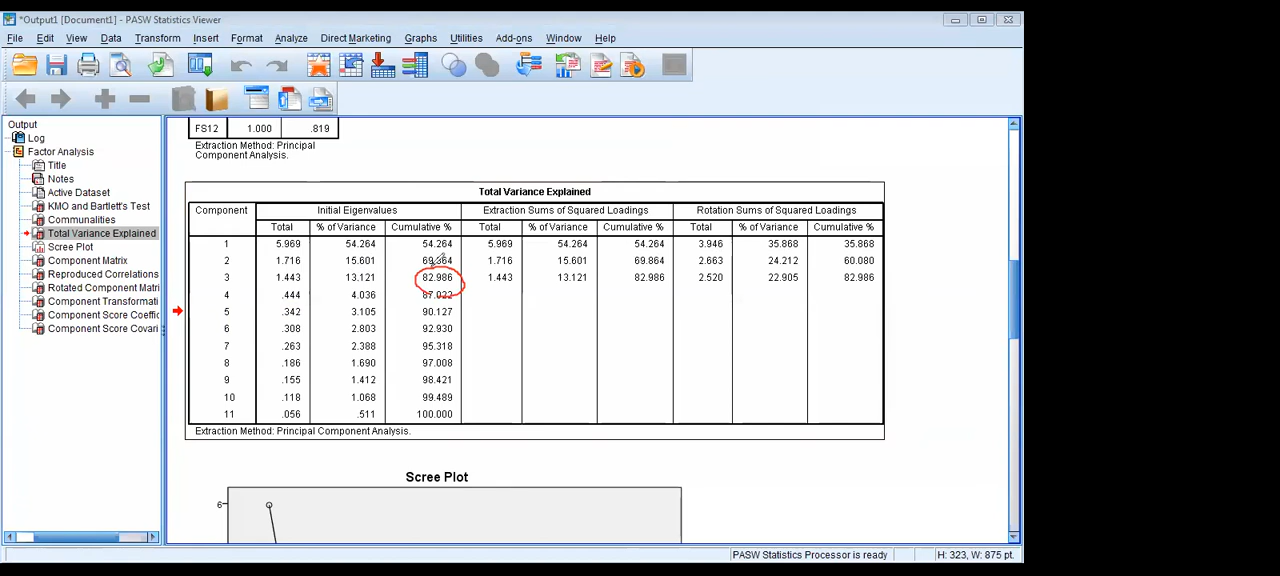 *Output1 [Document1] - PASW Statistics Viewer
File Edit View Data Transform Insert Format Analyze Direct Marketing Graphs Utilities Add-ons Window Help
Output
Log
Factor Analysis
Title
Notes
Active Dataset
KMO and Bartlett's Test
Communalities
Total Variance Explained
Scree Plot
Component Matrix
Reproduced Correlations
Rotated Component Matri
Component Transformati
Component Score Coeffic
Component Score Covari
FS12 1.000 .819
Extraction Method: Principal
Component Analysis.
Total Variance Explained
Component Initial Eigenvalues Extraction Sums of Squared Loadings Rotation Sums of Squared Loadings
Total % of Variance Cumulative % Total % of Variance Cumulative % Total % of Variance Cumulative %
1 5.969 54.264 54.264 5.969 54.264 54.264 3.946 35.868 35.868
2 1.716 15.601 69.864 1.716 15.601 69.864 2.663 24.212 60.080
3 1.443 13.121 82.986 1.443 13.121 82.986 2.520 22.905 82.986
4 .444 4.036 87.022
5 .342 3.105 90.127
6 .308 2.803 92.930
7 .263 2.388 95.318
8 .186 1.690 97.008
9 .155 1.412 98.421
10 .118 1.068 99.489
11 .056 .511 100.000
Extraction Method: Principal Component Analysis.
Scree Plot
6
PASW Statistics Processor is ready H: 323, W: 875 pt.